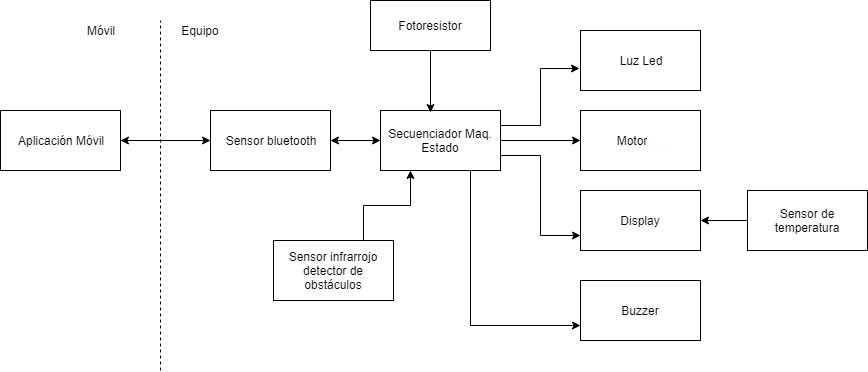 Móvil
Equipo
Fotoresistor
Luz Led
Aplicación Móvil
Sensor bluetooth
Secuenciador Maq.
Estado
Motor
Display
Sensor de
temperatura
Sensor infrarrojo
detector de
obstáculos
Buzzer